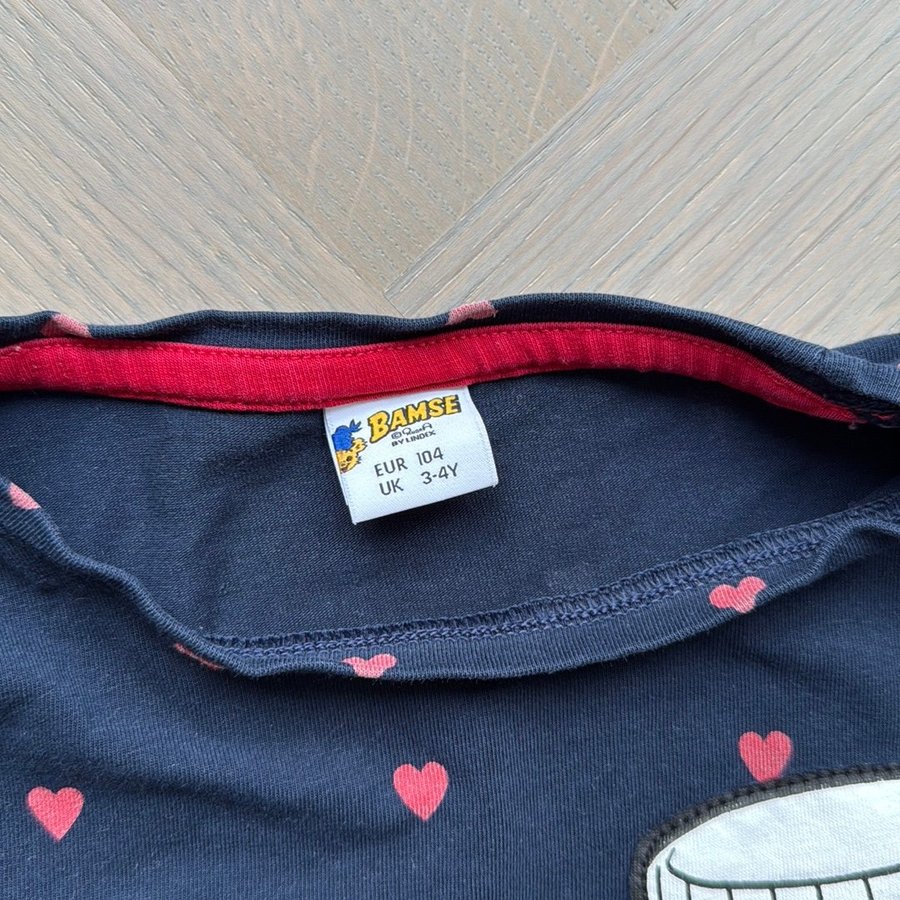 BAMSE
BY LINDEX
EUR 104
UK 3-4Y